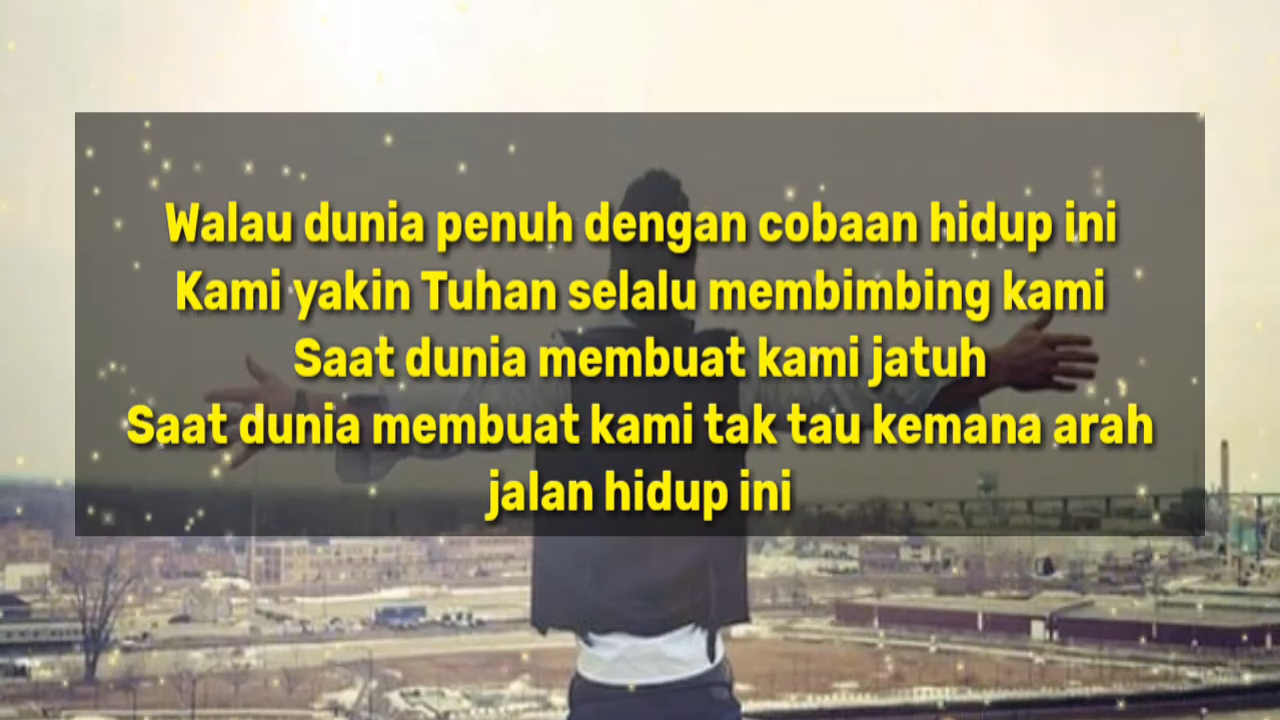 Walau dunia penuh dengan cobaan hidup ini
Kami yakin Tuhan selalu membimbing kami
Saat dunia membuat kami jatuh
Saat dunia membuat kami tak tau kemana arah
jalan hidup ini